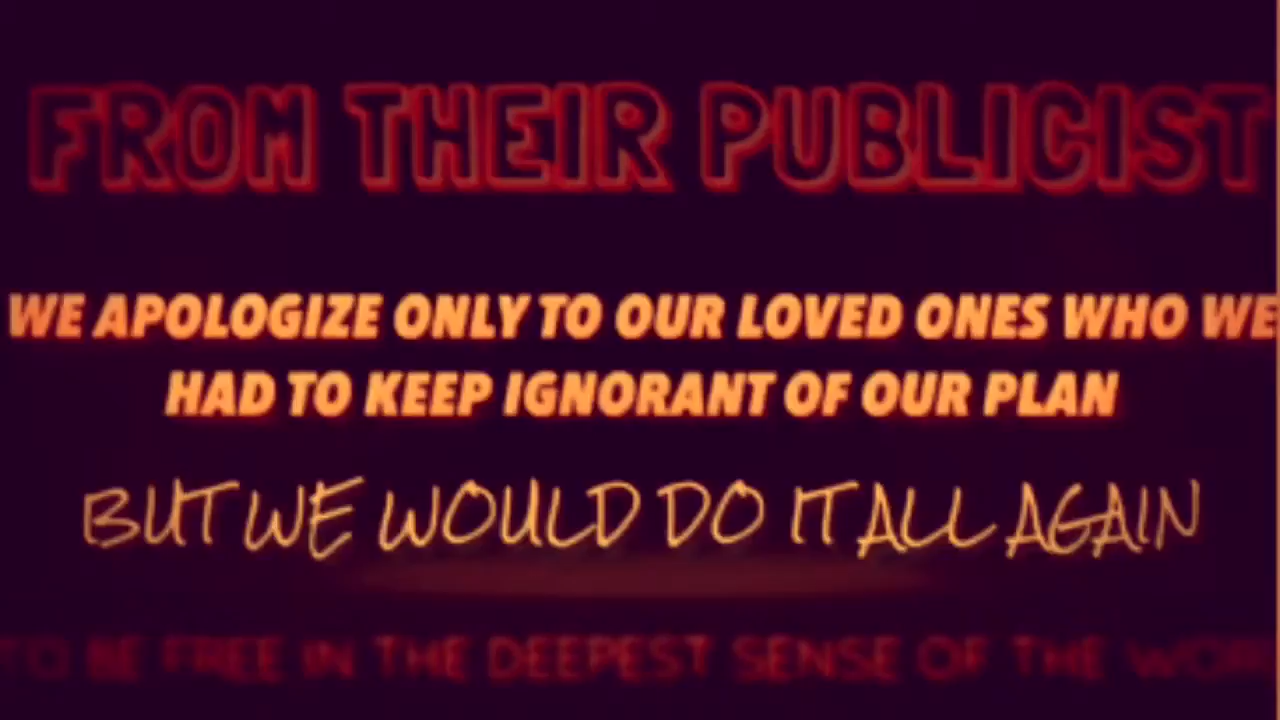 FROM THEIR PUBLICIST
WE APOLOGIZE ONLY TO OUR LOVED ONES WHO WE
HAD TO KEEP IGNORANT OF OUR PLAN
BUT WE WOULD DO IT ALL AGAIN
TO BE FREE IN THE DEEPEST SENSE OF THE